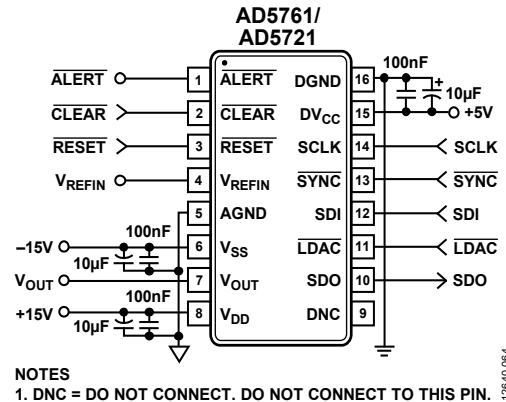 AD5761/
AD5721
100nF
+
10µF
+5V
ALERT 1 ALERT DGND 16
CLEAR 2 CLEAR DVCC 15
RESET 3 RESET SCLK 14 SCLK
VREFIN 4 VREFIN SYNC 13 SYNC
5 AGND SDI 12 SDI
100nF
–15V 6 VSS LDAC 11 LDAC
10µF
VOUT 7 VOUT SDO 10 SDO
100nF
+15V 8 VDD DNC 9
10µF
NOTES
1. DNC = DO NOT CONNECT. DO NOT CONNECT TO THIS PIN.
12640-064